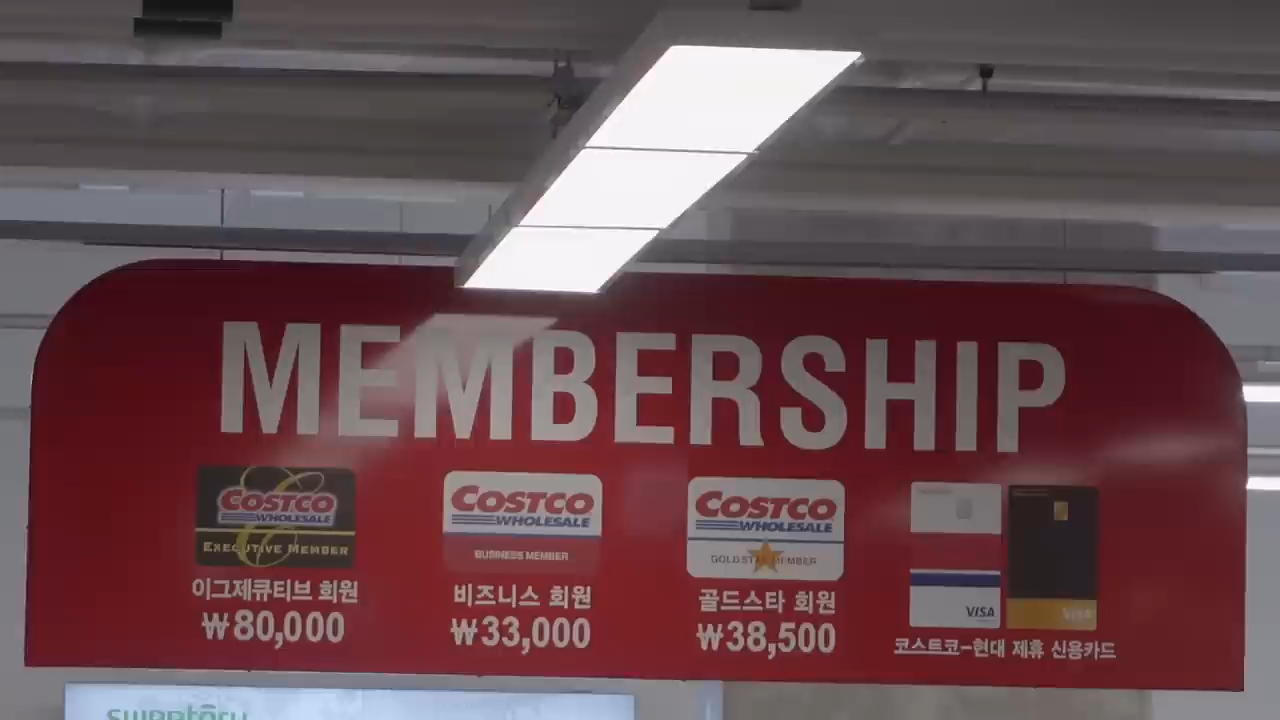 MEMBERSHIP
COSTCO
WHOLESALE
EXECUTIVE MEMBER
이그제큐티브 회원
₩80,000
COSTCO
WHOLESALE
BUSINESS MEMBER
비즈니스 회원
₩33,000
COSTCO
WHOLESALE
GOLD STAR MEMBER
골드스타 회원
₩38,500
VISA
VISA
코스트코-현대 제휴 신용카드